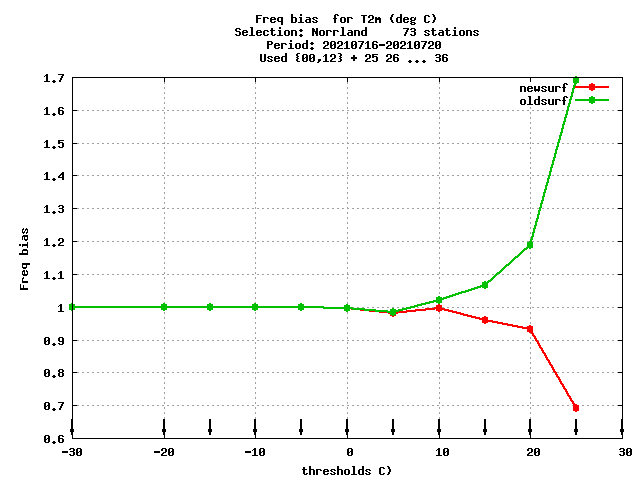 Freq bias  for T2m (deg C)
Selection: Norrland     73 stations
Period: 20210716-20210720
Used {00,12} + 25 26 ... 36
newsurf
oldsurf
1.7
1.6
1.5
1.4
1.3
1.2
1.1
1
0.9
0.8
0.7
0.6
Freq bias
-30
-20
-10
0
10
20
30
thresholds C)